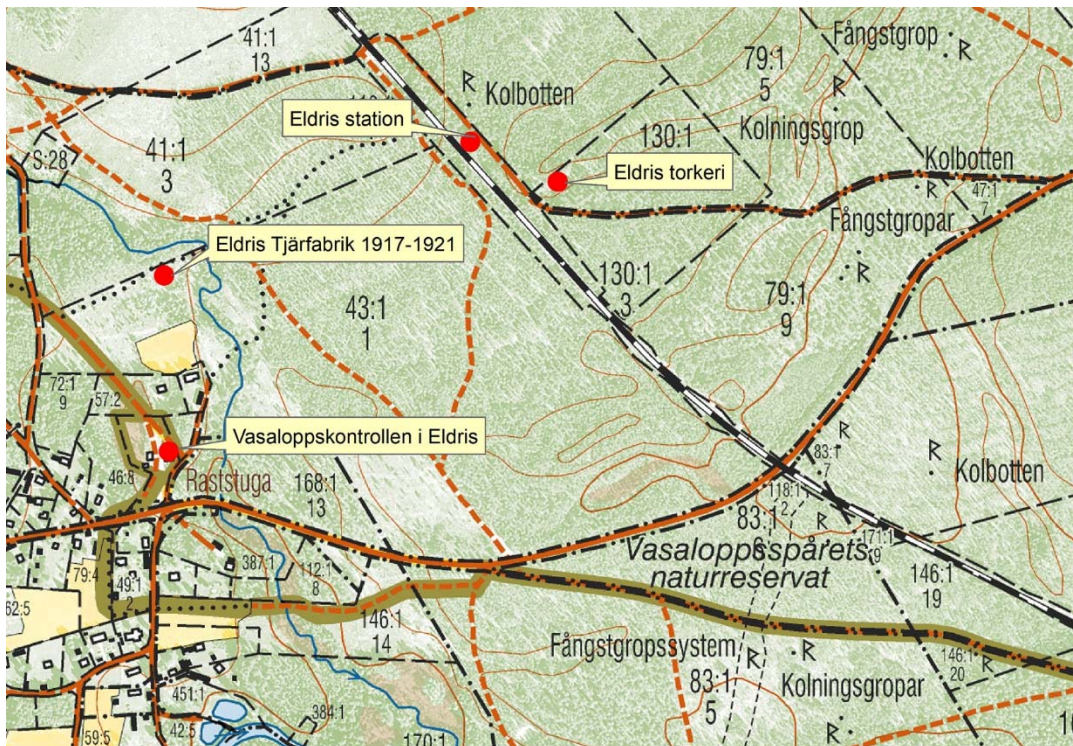 41:1
13
Fångstgrop
R
79:1
5
R
Kolbotten
Eldris station
Kolningsgrop
130:1
R
41:1
3
S:28
Eldris torkeri
Kolbotten
R
47:1
7
Fångstgropar
R
Eldris Tjärfabrik 1917-1921
130:1
3
79:1
9
43:1
1
72:1
9
57:2
Vasaloppskontrollen i Eldris
R
83:1
7
R
Kolbotten
46:8
Raststuga
168:1
13
118:1
2
83:1
R
R
171:1
19
Vasaloppsspårets
naturreservat
146:1
19
79:4
149:1
2
387:1
112:1
8
62:5
146:1
14
Fångstgropssystem
R
R
R
146:1
20
R
83:1
5
Kolningsgropar
R
451:1
384:1
42:5
59:5
170:1